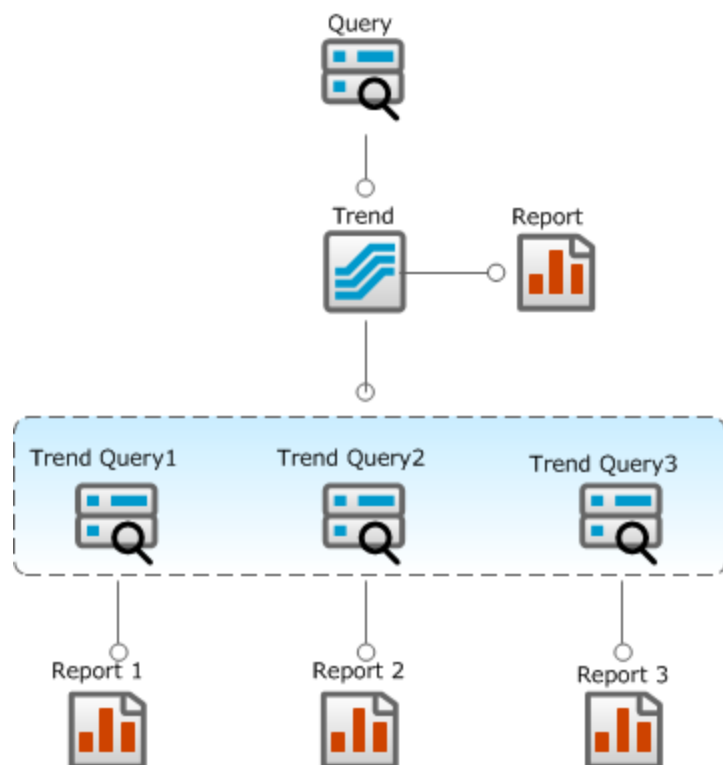 Query
Trend
Report
Trend Query1
Trend Query2
Trend Query3
Report 1
Report 2
Report 3